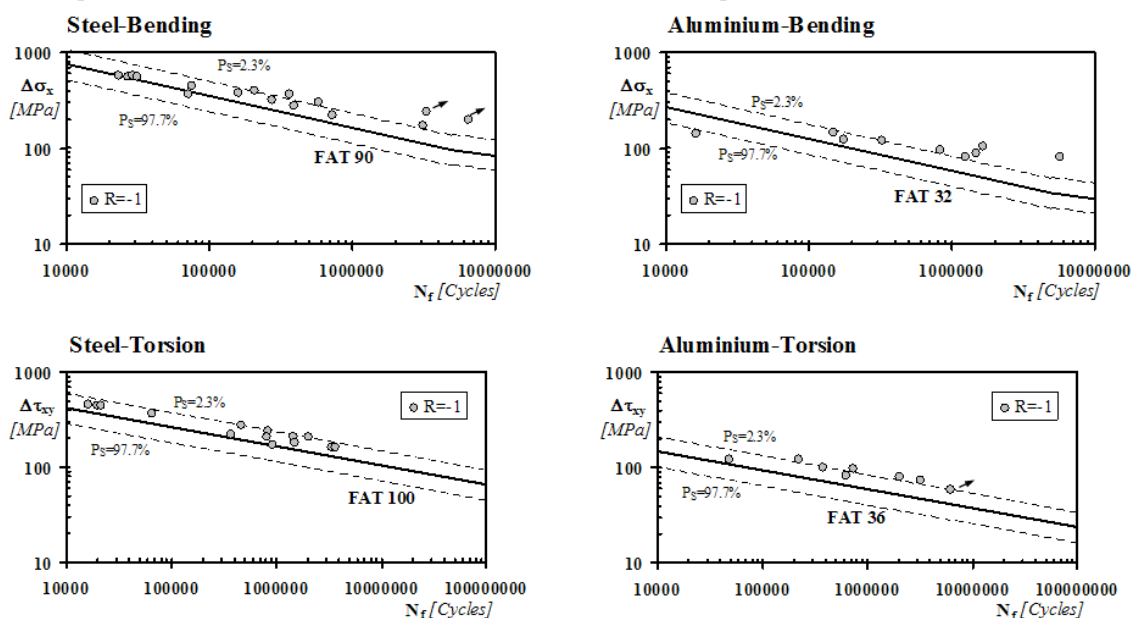 Steel-Bending
1000
Δσx
[MPa]
100
10
Ps=2.3%
Ps=97.7%
FAT 90
R=-1
10000 100000 1000000 10000000
Nf [Cycles]
Aluminium-Bending
1000
Δσx
[MPa]
100
10
Ps=2.3%
Ps=97.7%
FAT 32
R=-1
10000 100000 1000000 10000000
Nf [Cycles]
Steel-Torsion
1000
Δτxy
[MPa]
100
10
Ps=2.3%
Ps=97.7%
FAT 100
R=-1
10000 100000 1000000 10000000 100000000
Nf [Cycles]
Aluminium-Torsion
1000
Δτxy
[MPa]
100
10
Ps=2.3%
Ps=97.7%
FAT 36
R=-1
10000 100000 1000000 10000000 100000000
Nf [Cycles]